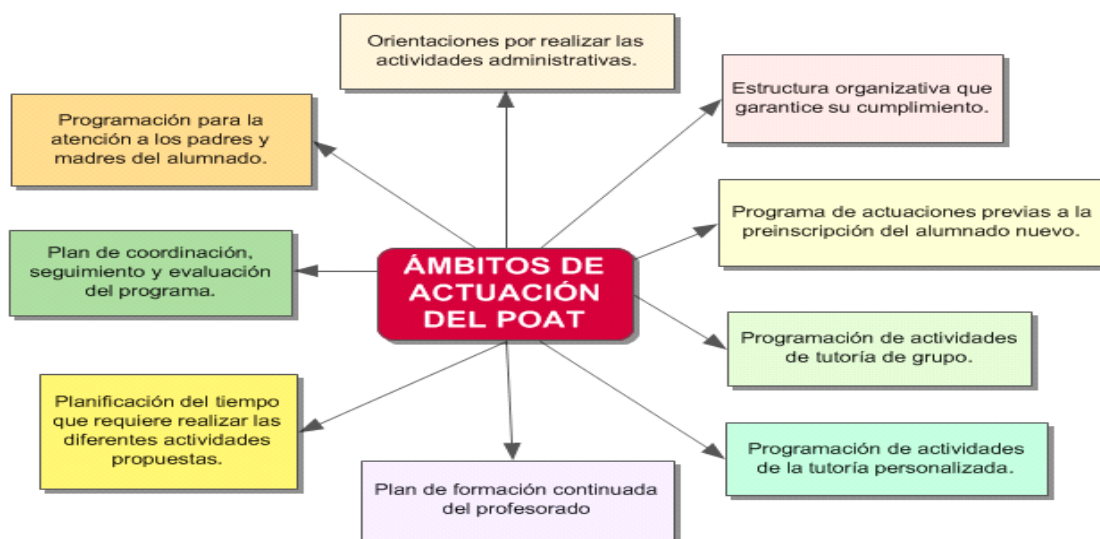 Orientaciones por realizar las
actividades administrativas.
Estructura organizativa que
garantice su cumplimiento.
Programación para la
atención a los padres y
madres del alumnado.
Programa de actuaciones previas a la
preinscripción del alumnado nuevo.
Plan de coordinación,
seguimiento y evaluación
del programa.
ÁMBITOS DE
ACTUACIÓN
DEL POAT
Programación de actividades
de tutoría de grupo.
Planificación del tiempo
que requiere realizar las
diferentes actividades
propuestas.
Programación de actividades
de la tutoría personalizada.
Plan de formación continuada
del profesorado